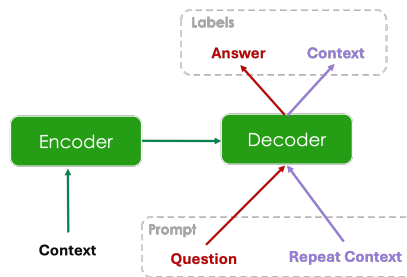 Labels
Answer
Context
Encoder
Decoder
Context
Prompt
Question
Repeat Context